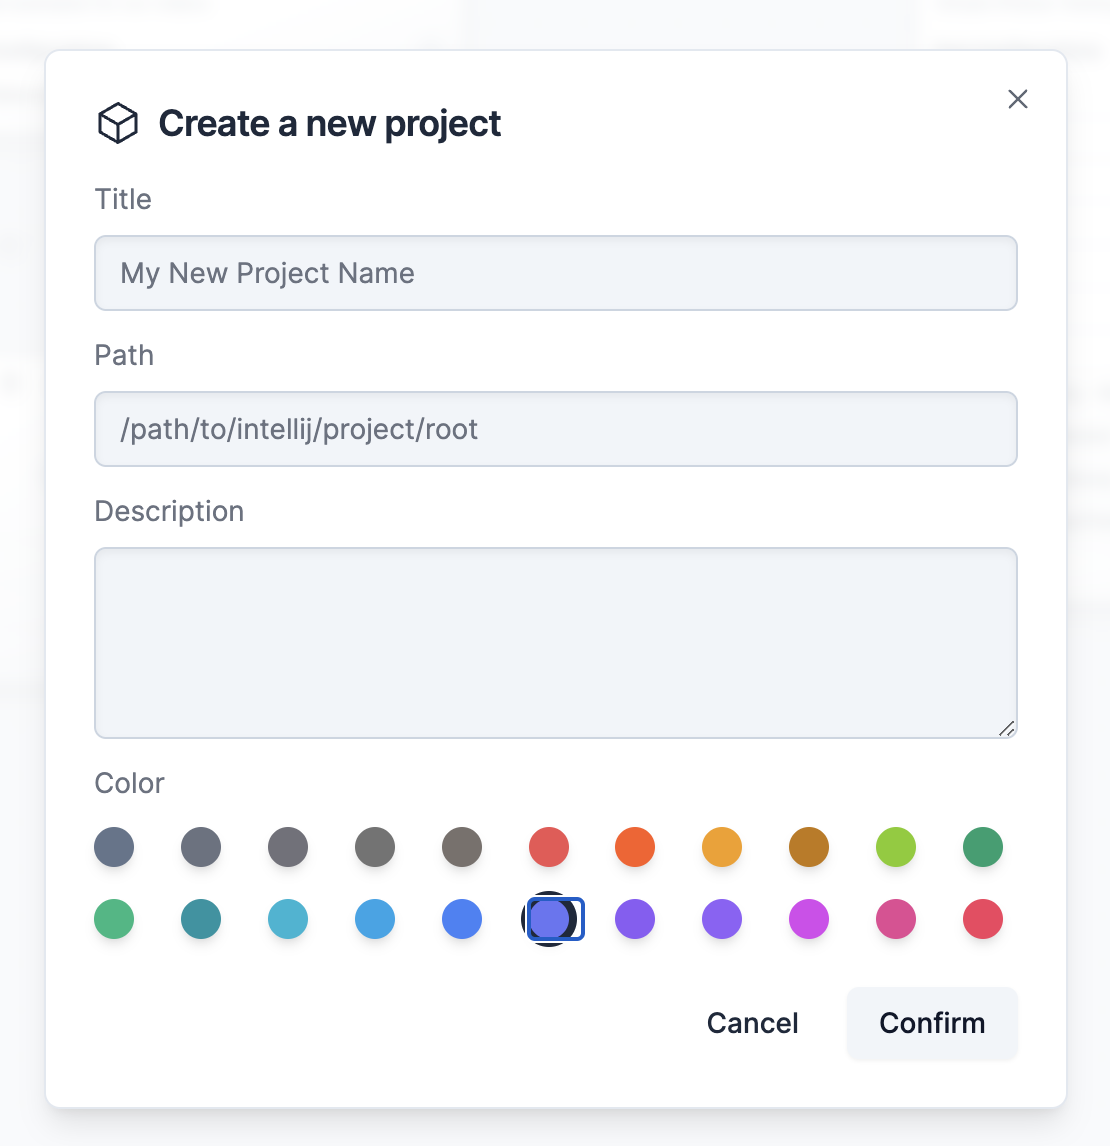 Create a new project
Title
My New Project Name
Path
/path/to/intellij/project/root
Description
Color
Cancel
Confirm